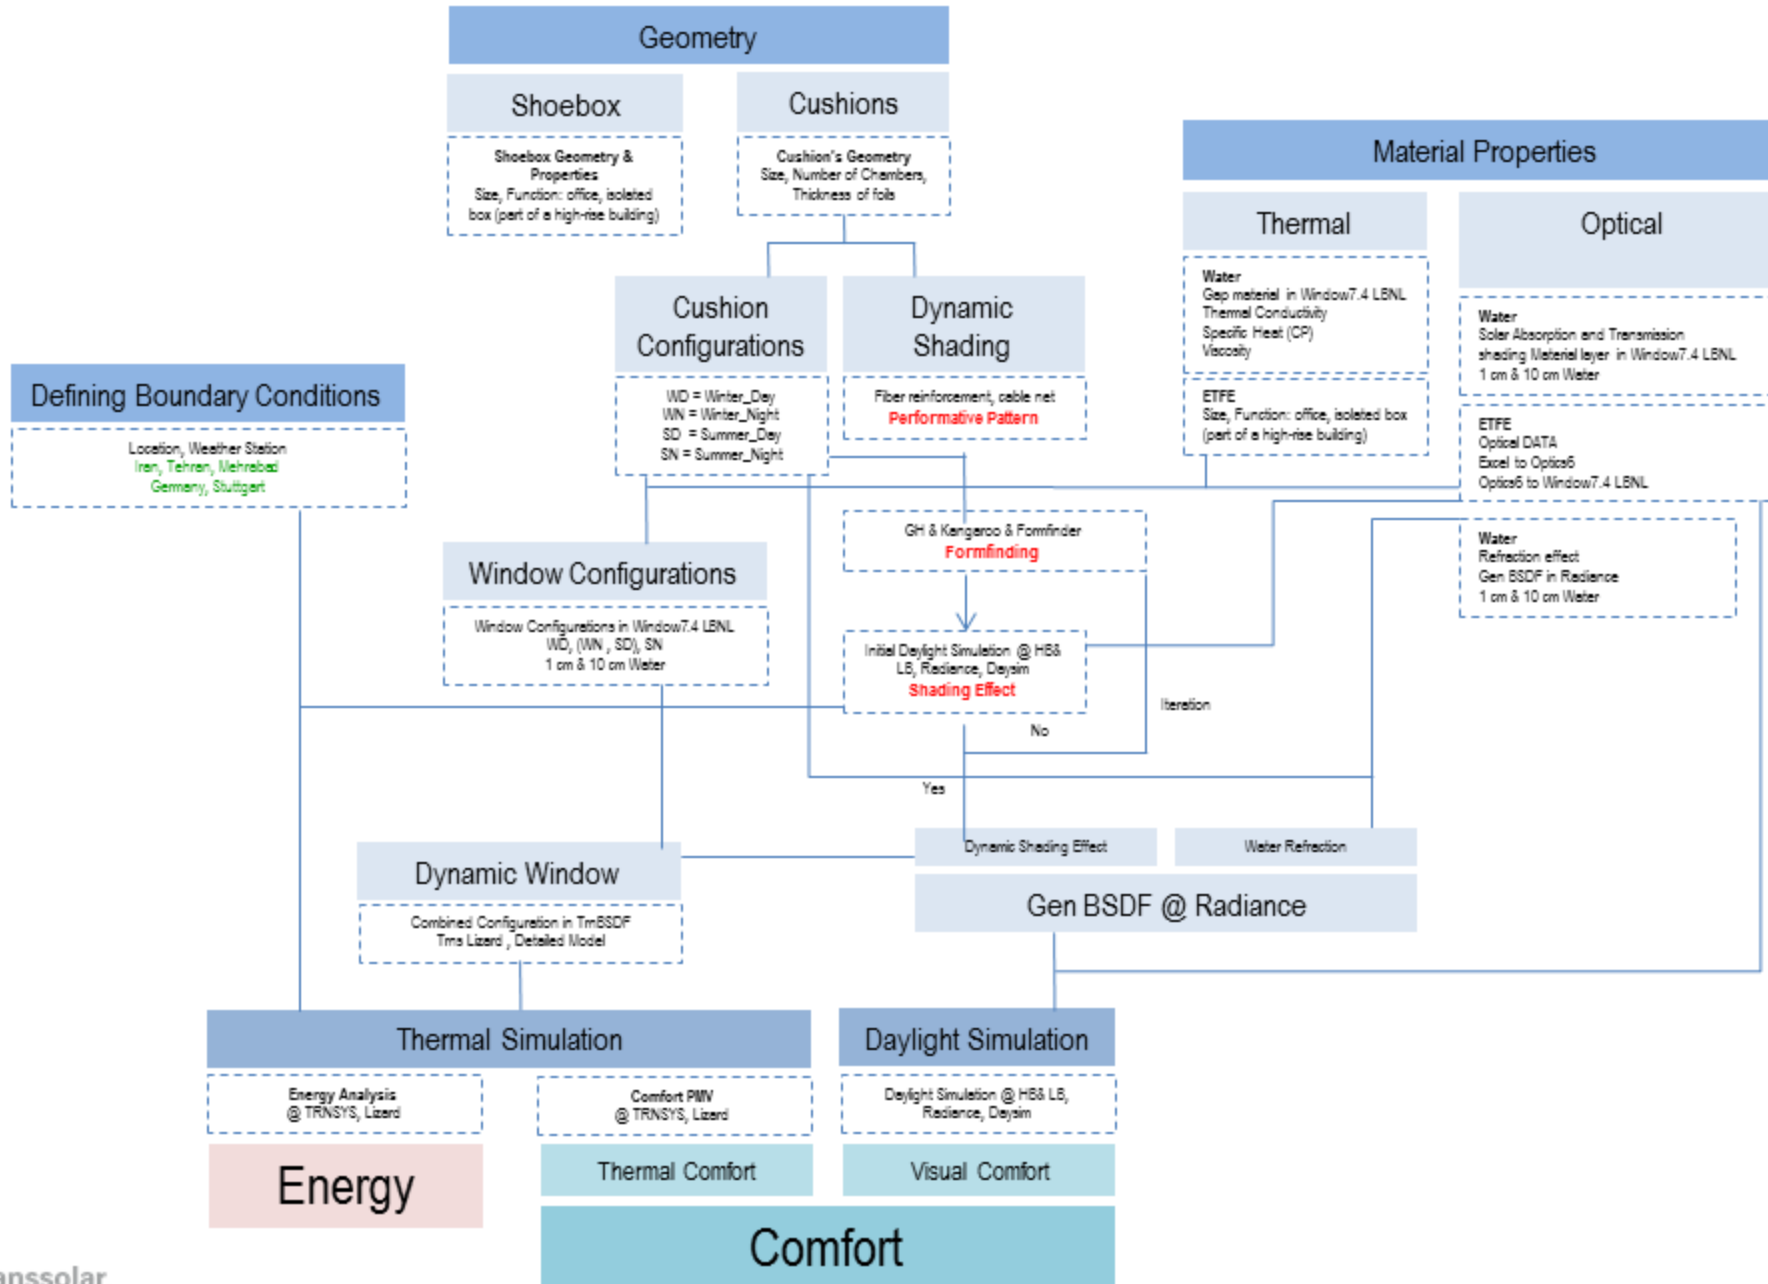 Geometry
Shoebox
Cushions
Shoebox Geometry &
Properties
Size, Function: office, isolated
box (part of a high-rise building)
Cushion's Geometry
Size, Number of Chambers,
Thickness of foils
Material Properties
Thermal
Optical
Water
Gap material in Window7.4 LBNL
Thermal Conductivity
Specific Heat (CP)
Viscosity
ETFE
Size, Function: office, isolated box
(part of a high-rise building)
Water
Solar Absorption and Transmission
shading Material layer in Window7.4 LBNL
1 cm & 10 cm Water
ETFE
Optical DATA
Excel to Optics6
Optics6 to Window7.4 LBNL
Water
Refraction effect
Gen BSDF in Radiance
1 cm & 10 cm Water
Cushion
Configurations
WD = Winter_Day
WN = Winter_Night
SD = Summer_Day
SN = Summer_Night
Dynamic
Shading
Fiber reinforcement, cable net
Performative Pattern
Defining Boundary Conditions
Location, Weather Station
Iran, Tehran, Mehrabad
Germany, Stuttgart
GH & Kangaroo & Formfinder
Formfinding
Window Configurations
Window Configurations in Window7.4 LBNL
WD, (WN , SD), SN
1 cm & 10 cm Water
Initial Daylight Simulation @ HB&
LB, Radiance, Daysim
Shading Effect
Iteration
No
Yes
Dynamic Shading Effect
Water Refraction
Gen BSDF @ Radiance
Dynamic Window
Combined Configuration in TrnBSDF
Trns Lizard , Detailed Model
Thermal Simulation
Daylight Simulation
Energy Analysis
@ TRNSYS, Lizard
Comfort PMV
@ TRNSYS, Lizard
Daylight Simulation @ HB& LB,
Radiance, Daysim
Energy
Thermal Comfort
Visual Comfort
Comfort
anssolar